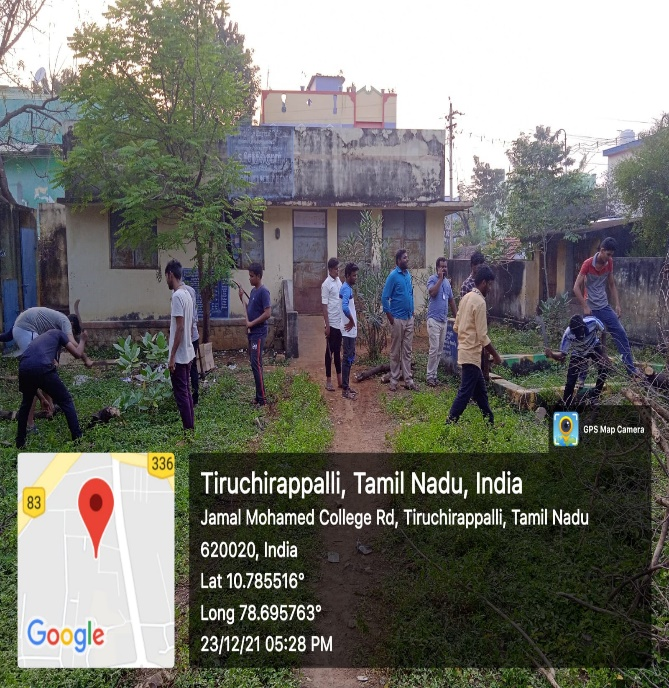 GPS Map Camera
336
83
Google
Tiruchirappalli, Tamil Nadu, India
Jamal Mohamed College Rd, Tiruchirappalli, Tamil Nadu
620020, India
Lat 10.785516°
Long 78.695763°
23/12/21 05:28 PM